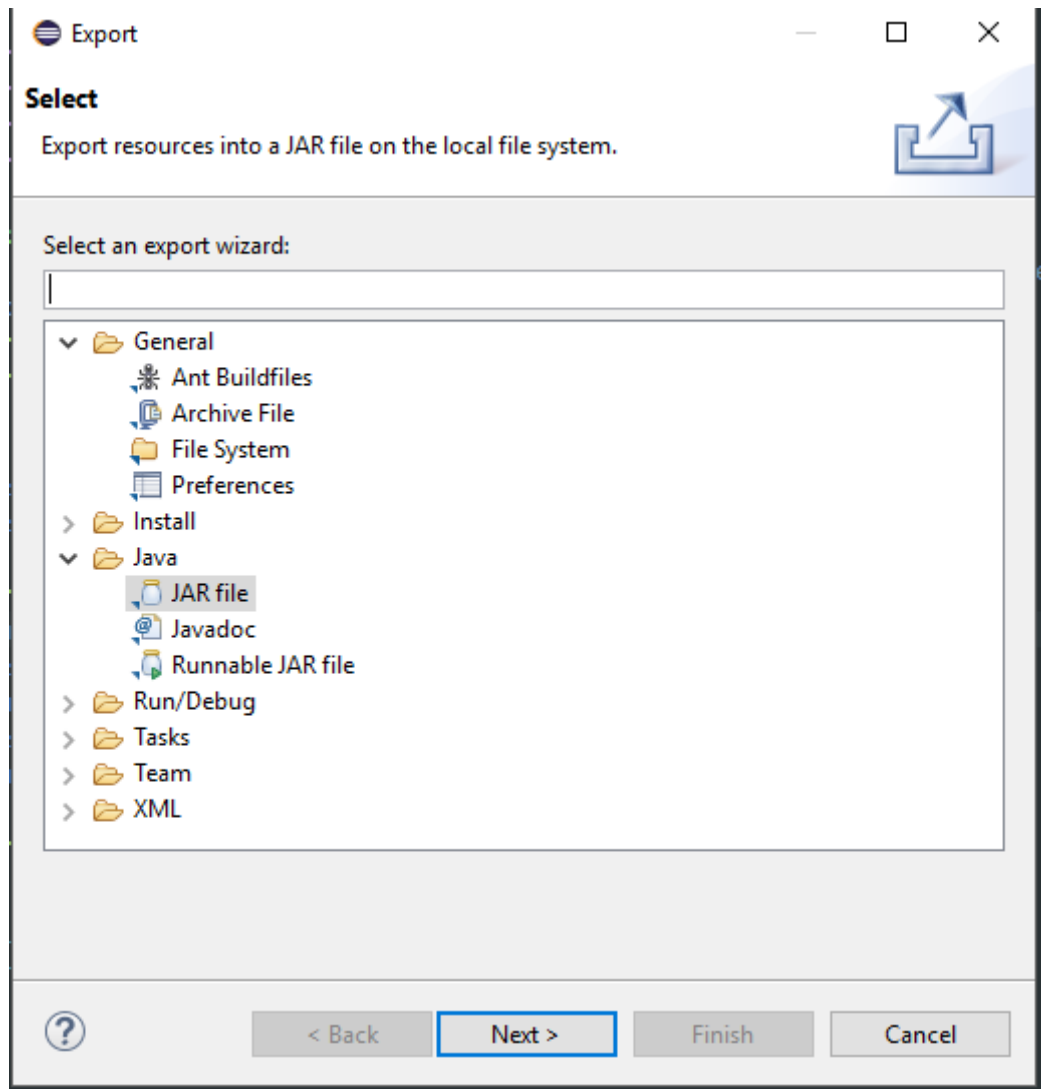 Export
Select
Export resources into a JAR file on the local file system.
Select an export wizard:
General
Ant Buildfiles
Archive File
File System
Preferences
Install
Java
JAR file
Javadoc
Runnable JAR file
Run/Debug
Tasks
Team
XML
? < Back Next > Finish Cancel